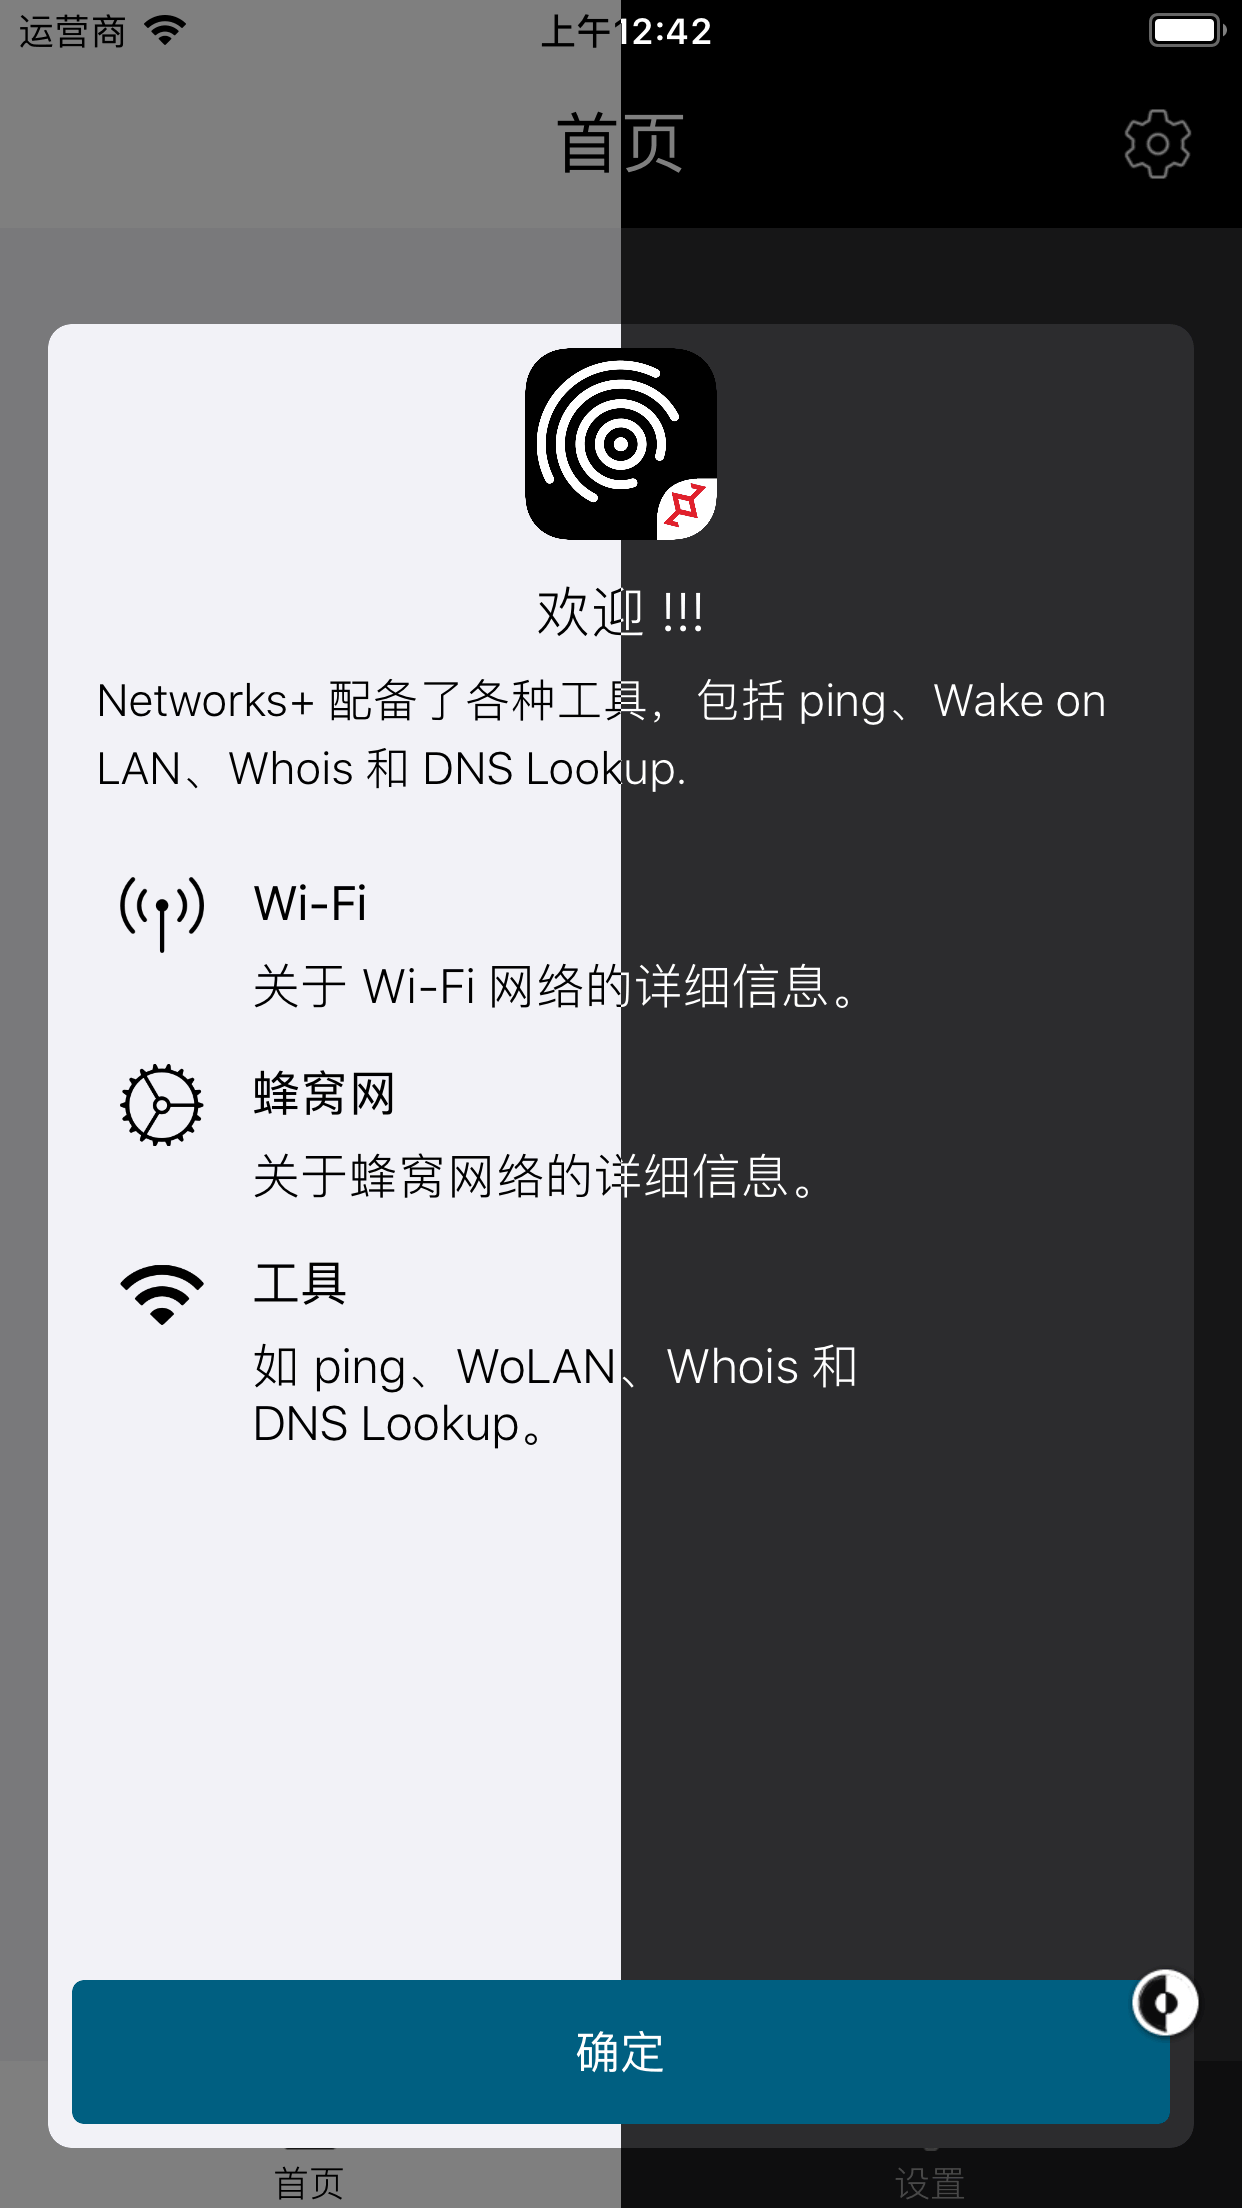 运营商
上午12:42
首页
欢迎 !!!
Networks+ 配备了各种工具，包括 ping、Wake on
LAN、Whois 和 DNS Lookup.
Wi-Fi
关于 Wi-Fi 网络的详细信息。
蜂窝网
关于蜂窝网络的详细信息。
工具
如 ping、WoLAN、Whois 和
DNS Lookup。
确定
首页
设置